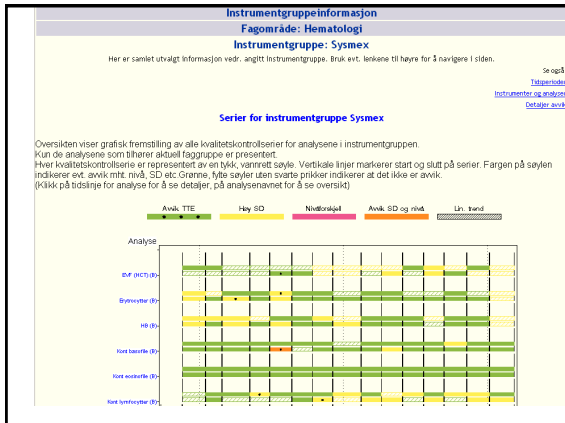 Instrumentgruppeinformasjon
Fagområde: Hematologi
Instrumentgruppe: Sysmex
Her er samlet utvalgt informasjon vedr. angitt instrumentgruppe. Bruk evt. lenkene til høyre for å navigere i siden.
Se også
Tidsperioder
Instrumenter og analyser
Detaljer avvik
Serier for instrumentgruppe Sysmex
Oversikten viser grafisk fremstilling av alle kvalitetskontrollserier for analysene i instrumentgruppen.
Kun de analysene som tilhører aktuell faggruppe er presentert.
Hver kvalitetskontrollserie er representert av en tykk, vannrett søyle. Vertikale linjer markerer start og slutt på serier. Fargen på søylen
indikerer evt. avvik mht. nivå, SD etc.Grønne, fylte søyler uten svarte prikker indikerer at det ikke er avvik.
(Klikk på tidslinje for analyse for å se detaljer, på analysenavnet for å se oversikt)
Avvik TTE Høy SD Nivåforskjell Avvik SD og nivå Lin. trend
Analyse
EVF (HCT) (B)
Erytrocytter (B)
HB (B)
Kont basofile (B)
Kont eosinofile (B)
Kont lymfocytter (B)